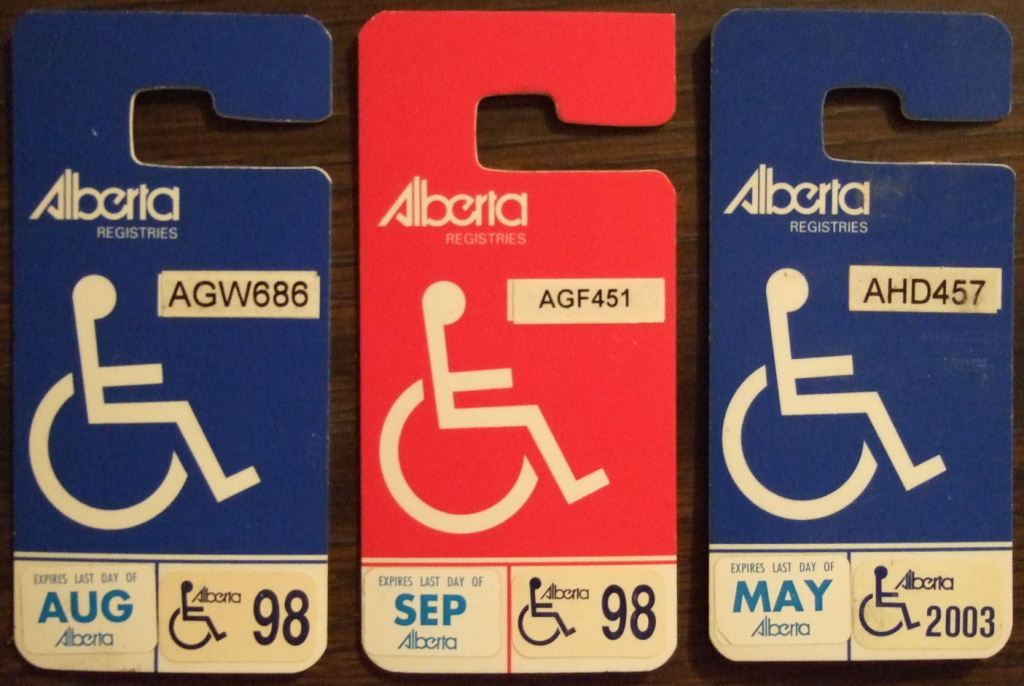 Alberta
REGISTRIES
AGW686
EXPIRES LAST DAY OF
AUG
Alberta
Alberta
98
Alberta
REGISTRIES
AGF451
EXPIRES LAST DAY OF
SEP
Alberta
Alberta
98
Alberta
REGISTRIES
AHD457
EXPIRES LAST DAY OF
MAY
Alberta
Alberta
2003